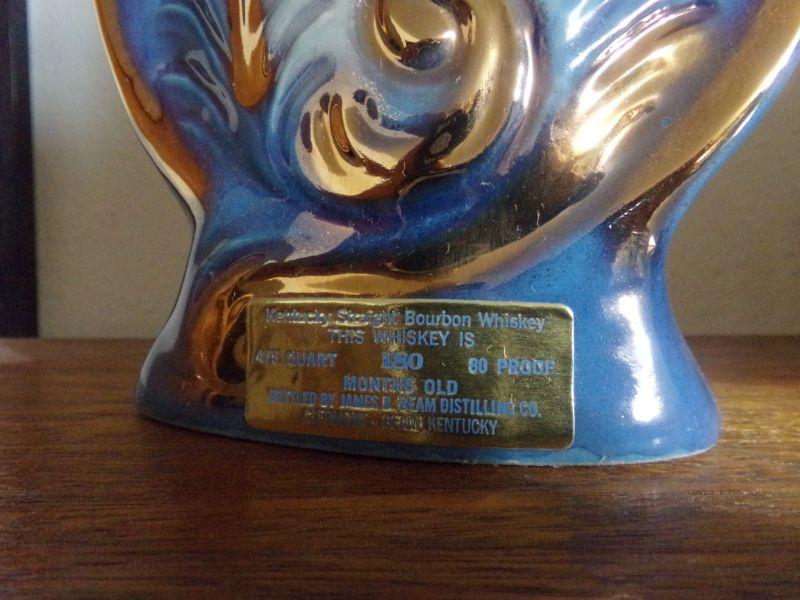 Kentucky Straight Bourbon Whiskey
THIS WHISKEY IS
4/5 QUART 180 80 PROOF
MONTHS OLD
BOTTLED BY JAMES B. BEAM DISTILLING CO.
KENTUCKY